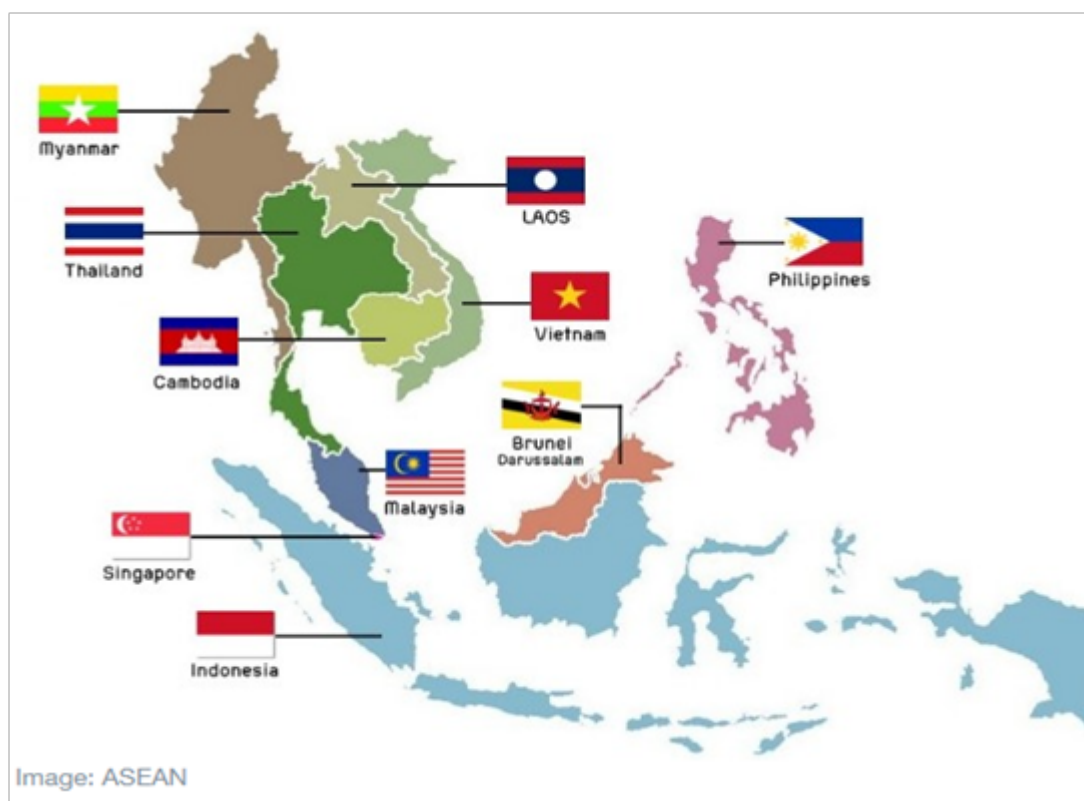 Myanmar
LAOS
Thailand
Philippines
Vietnam
Cambodia
Brunei
Darussalam
Malaysia
Singapore
Indonesia
Image: ASEAN